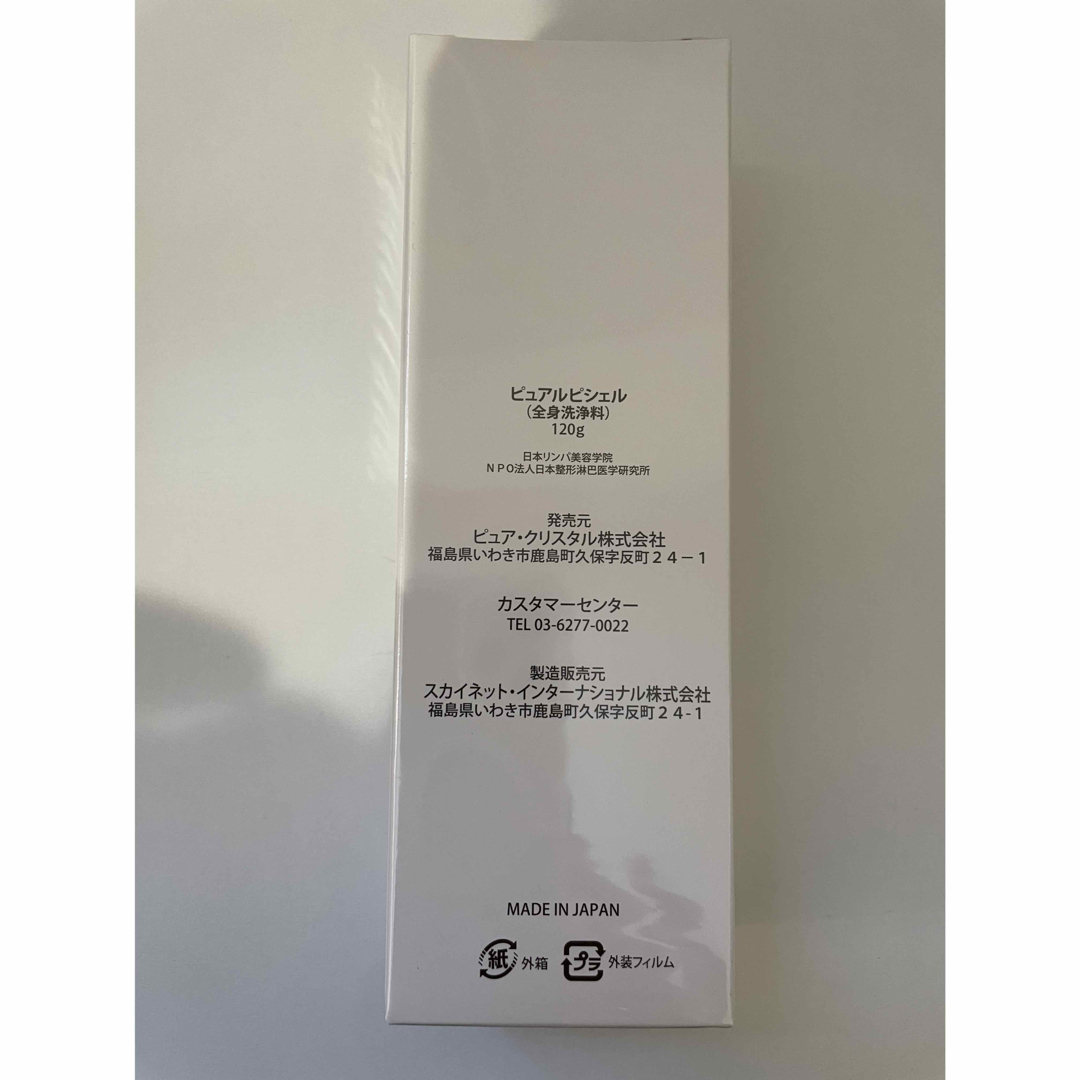 ピュアルピシェル
（全身洗浄料）
120g
日本リンパ美容学院
ＮＰＯ法人日本整形淋巴医学研究所
発売元
ピュア・クリスタル株式会社
福島県いわき市鹿島町久保字反町２４－１
カスタマーセンター
TEL 03-6277-0022
製造販売元
スカイネット・インターナショナル株式会社
福島県いわき市鹿島町久保字反町２４-１
MADE IN JAPAN
紙 外箱 プラ 外装フィルム